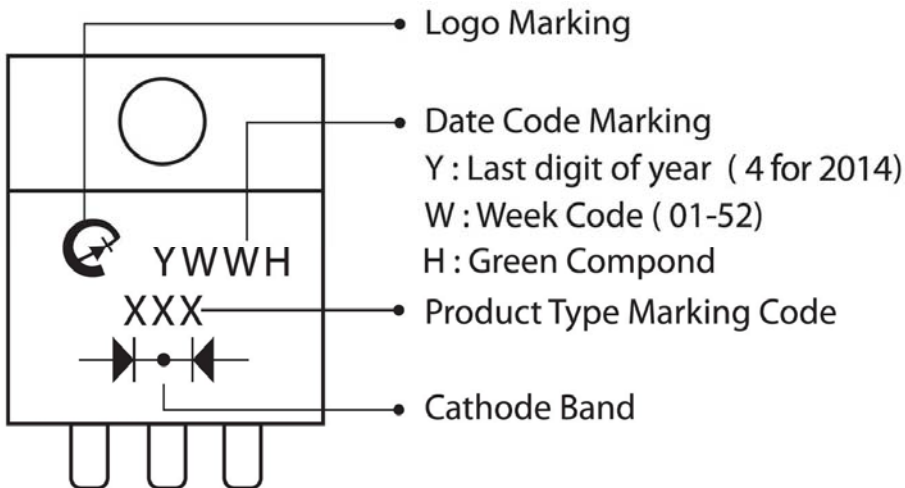 Logo Marking
Date Code Marking
Y : Last digit of year ( 4 for 2014)
W : Week Code ( 01-52)
H : Green Compond
YWWH
XXX
Product Type Marking Code
Cathode Band